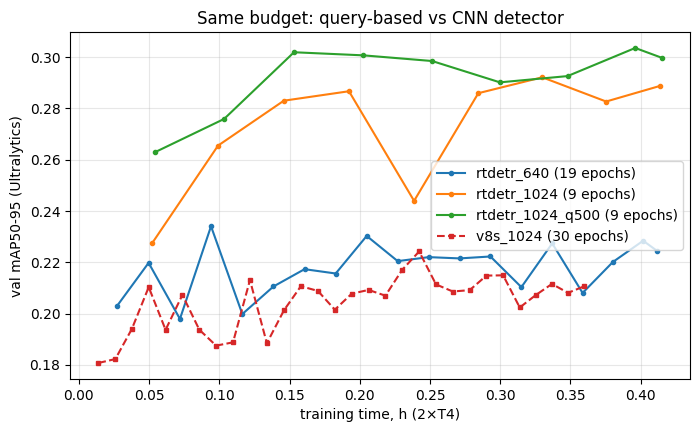 Same budget: query-based vs CNN detector
val mAP50-95 (Ultralytics)
0.30
0.28
0.26
0.24
0.22
0.20
0.18
rtdetr_640 (19 epochs)
rtdetr_1024 (9 epochs)
rtdetr_1024_q500 (9 epochs)
v8s_1024 (30 epochs)
0.00 0.05 0.10 0.15 0.20 0.25 0.30 0.35 0.40
training time, h (2×T4)